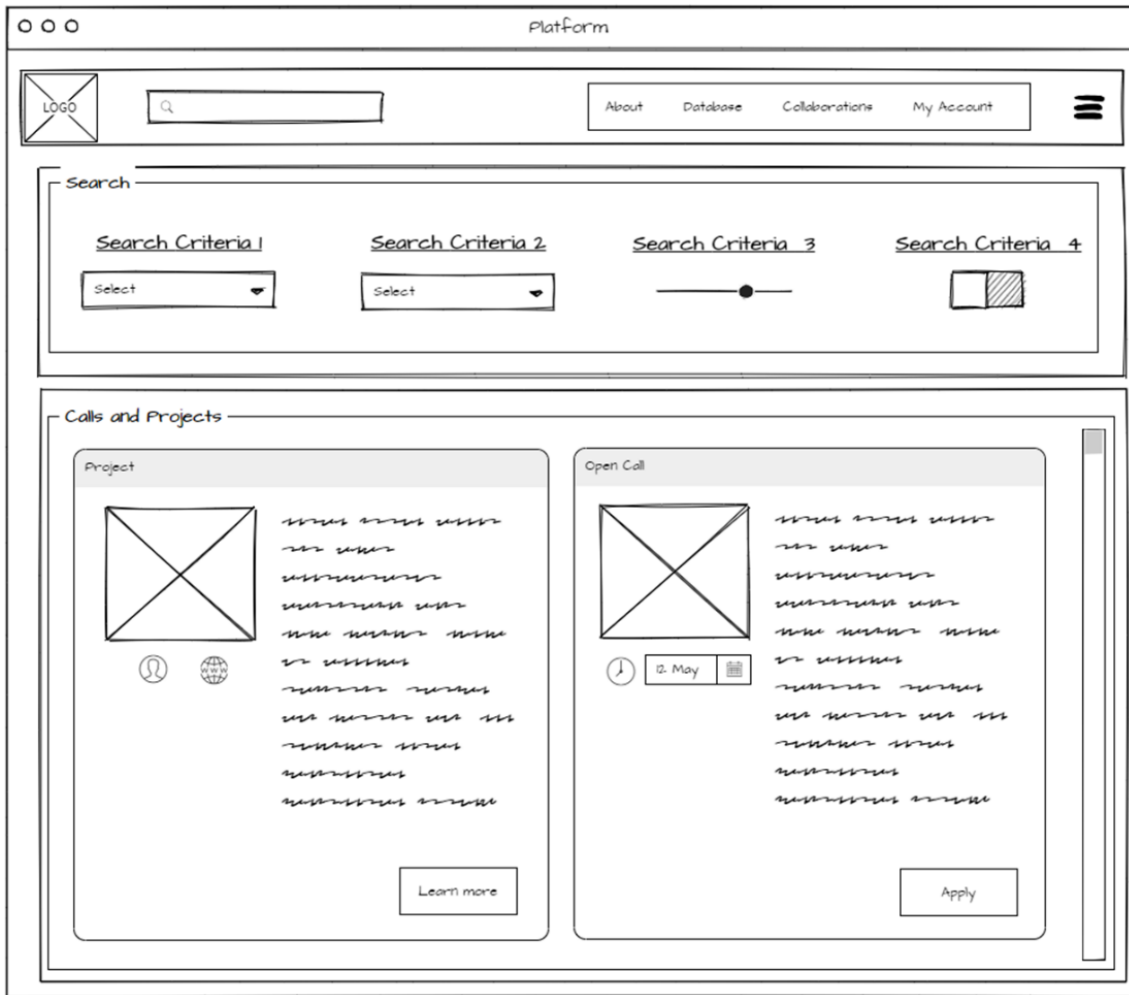 Platform
LOGO
About Database Collaborations My Account
Search
Search Criteria 1 Search Criteria 2 Search Criteria 3 Search Criteria 4
Select Select
Calls and Projects
Project Open Call
WWW
12. May
Learn more Apply